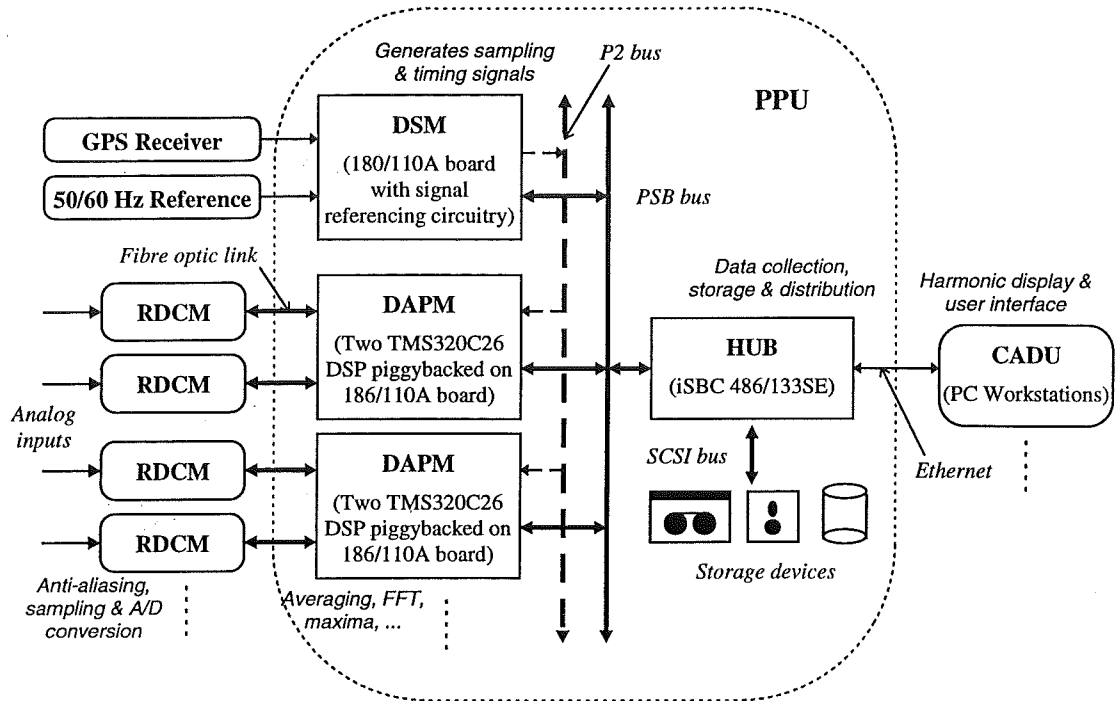 Generates sampling
& timing signals
P2 bus
PPU
GPS Receiver
50/60 Hz Reference
DSM
(180/110A board
with signal
referencing circuitry)
PSB bus
Fibre optic link
RDCM
RDCM
Analog
inputs
RDCM
RDCM
Anti-aliasing,
sampling & A/D
conversion
DAPM
(Two TMS320C26
DSP piggybacked on
186/110A board)
DAPM
(Two TMS320C26
DSP piggybacked on
186/110A board)
Averaging, FFT,
maxima, ...
Data collection,
storage & distribution
HUB
(iSBC 486/133SE)
SCSI bus
Storage devices
Harmonic display &
user interface
CADU
(PC Workstations)
Ethernet